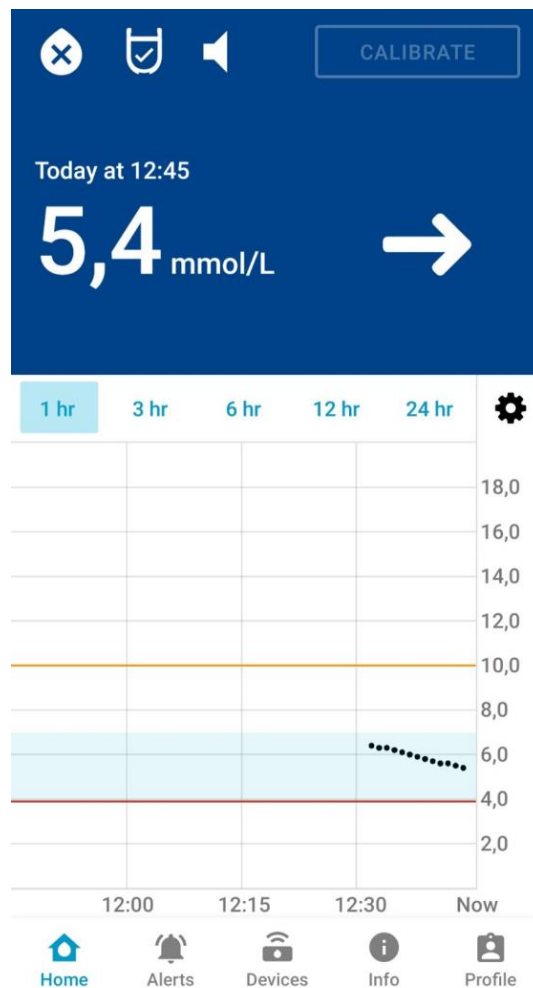 CALIBRATE
Today at 12:45
5,4 mmol/L
1 hr 3 hr 6 hr 12 hr 24 hr
18,0
16,0
14,0
12,0
10,0
8,0
6,0
4,0
2,0
12:00 12:15 12:30 Now
Home Alerts Devices Info Profile